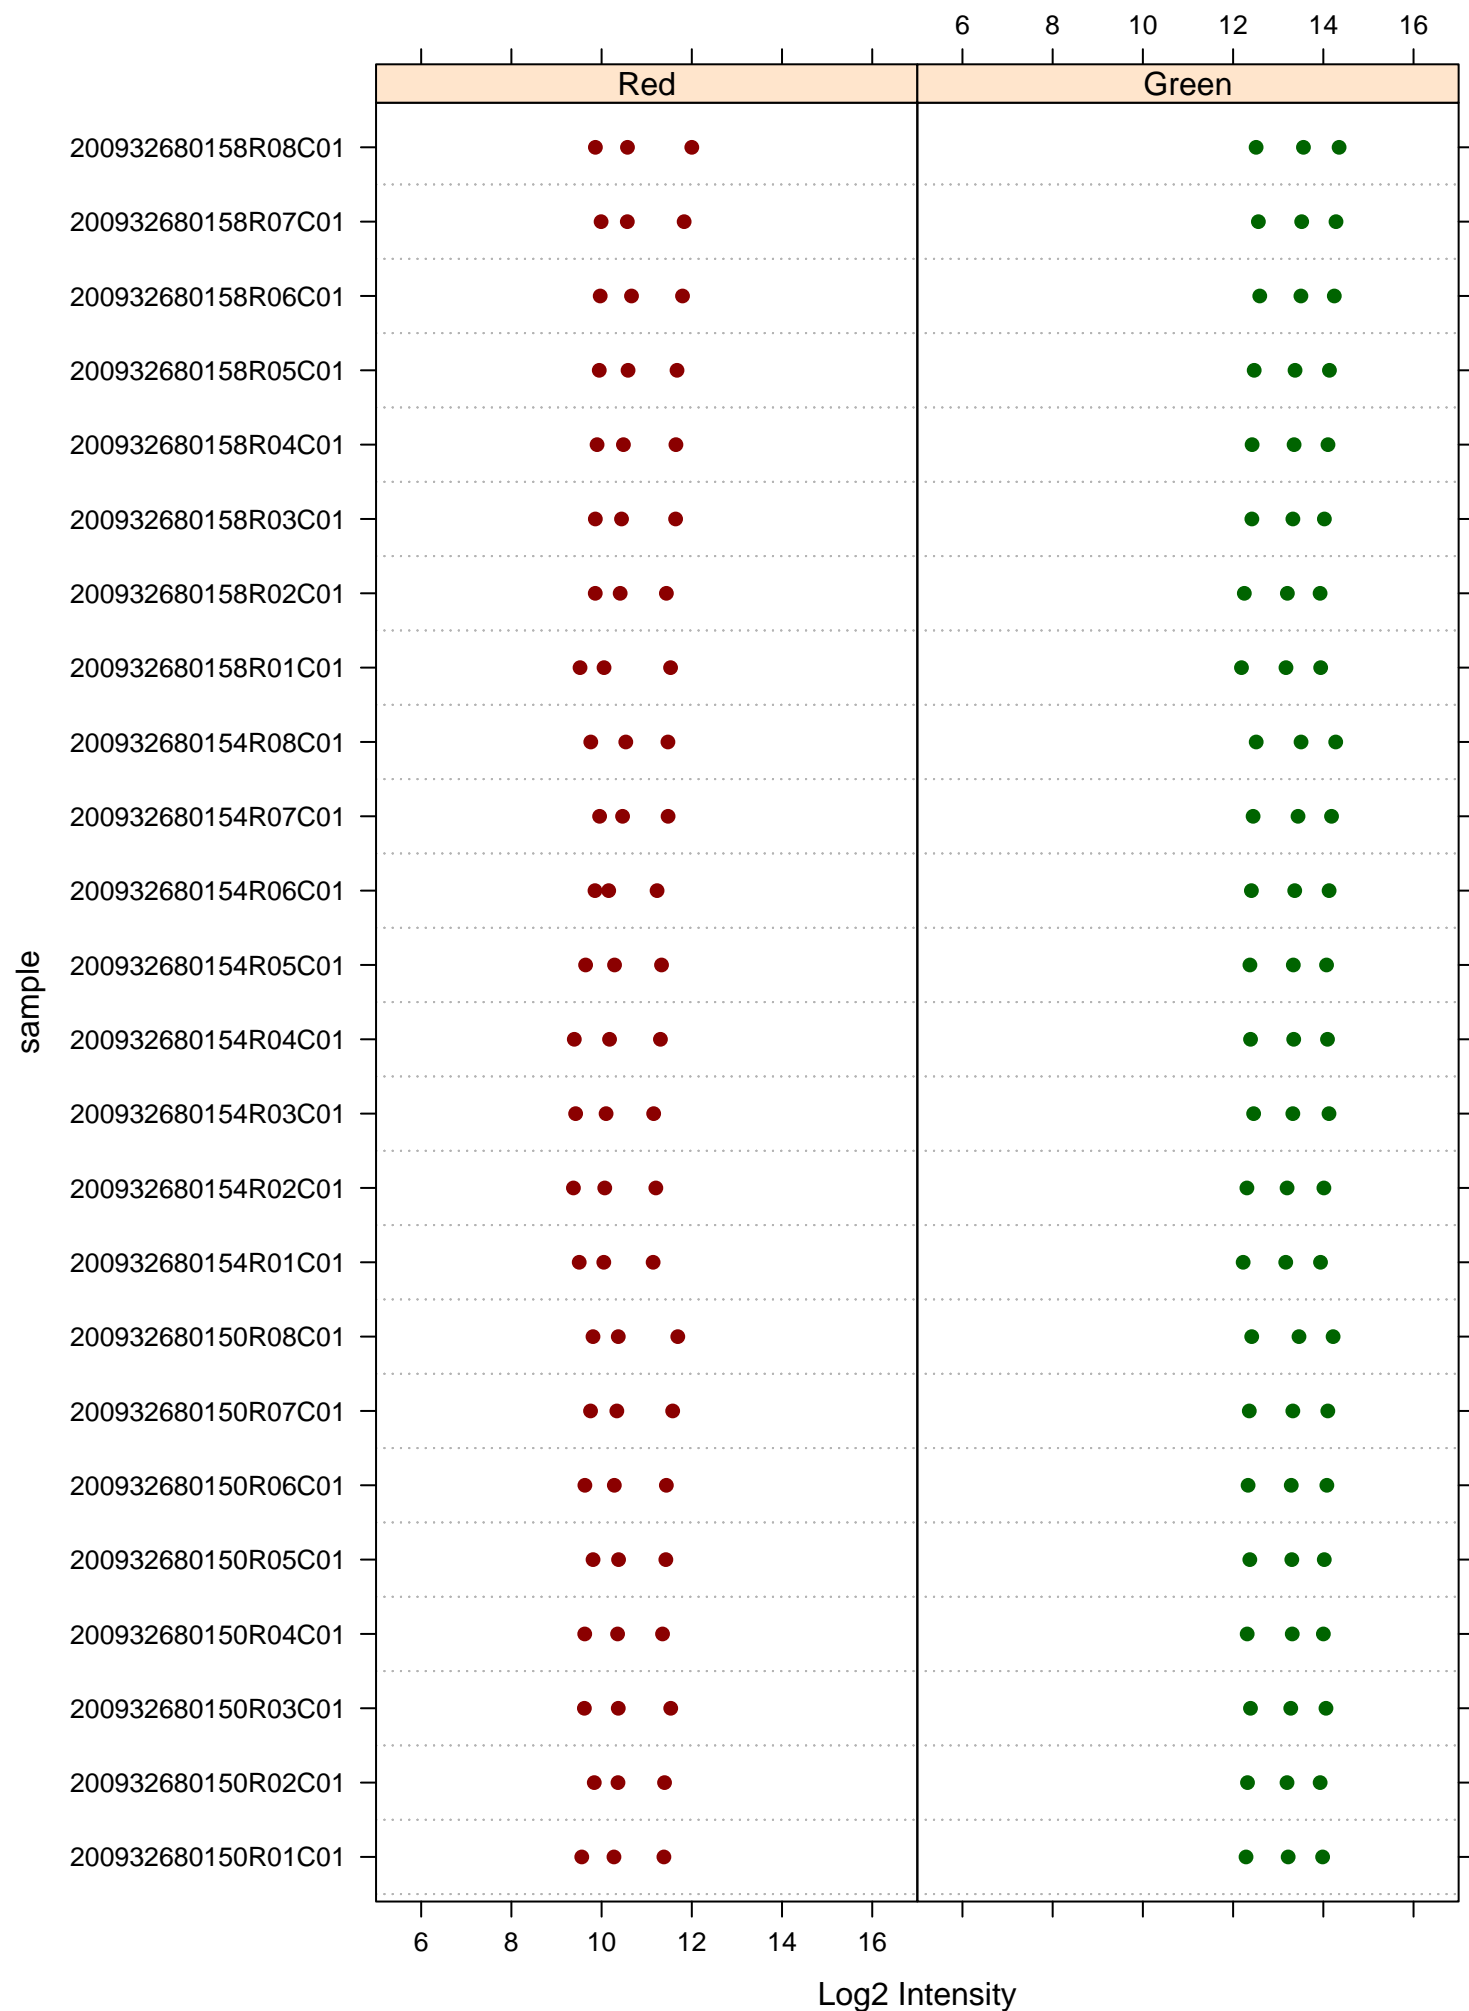 6 8 10 12 14 16
Red Green
200932680158R08C01
200932680158R07C01
200932680158R06C01
200932680158R05C01
200932680158R04C01
200932680158R03C01
200932680158R02C01
200932680158R01C01
200932680154R08C01
200932680154R07C01
200932680154R06C01
200932680154R05C01
200932680154R04C01
200932680154R03C01
200932680154R02C01
200932680154R01C01
200932680150R08C01
200932680150R07C01
200932680150R06C01
200932680150R05C01
200932680150R04C01
200932680150R03C01
200932680150R02C01
200932680150R01C01
sample
6 8 10 12 14 16
Log2 Intensity